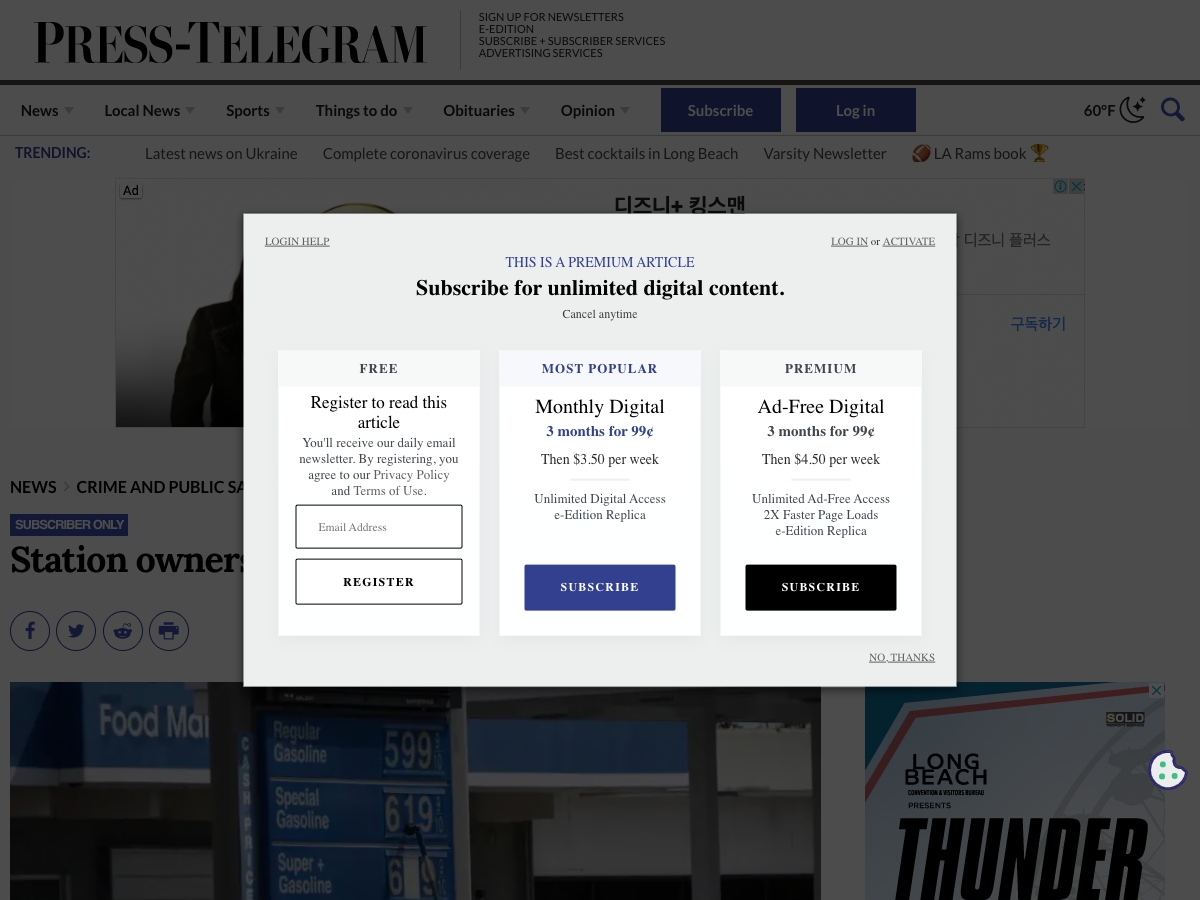 PRESS-TELEGRAM
SIGN UP FOR NEWSLETTERS
E-EDITION
SUBSCRIBE + SUBSCRIBER SERVICES
ADVERTISING SERVICES
News Local News Sports Things to do Obituaries Opinion Subscribe Log in 60°F
TRENDING: Latest news on Ukraine Complete coronavirus coverage Best cocktails in Long Beach Varsity Newsletter 🏈 LA Rams book 🏆
Ad
디즈니+ 킹스맨
디즈니 플러스
구독하기
LOGIN HELP
LOG IN or ACTIVATE
THIS IS A PREMIUM ARTICLE
Subscribe for unlimited digital content.
Cancel anytime
FREE
Register to read this
article
You'll receive our daily email
newsletter. By registering, you
agree to our Privacy Policy
and Terms of Use.
Email Address
REGISTER
MOST POPULAR
Monthly Digital
3 months for 99¢
Then $3.50 per week
Unlimited Digital Access
e-Edition Replica
SUBSCRIBE
PREMIUM
Ad-Free Digital
3 months for 99¢
Then $4.50 per week
Unlimited Ad-Free Access
2X Faster Page Loads
e-Edition Replica
SUBSCRIBE
NO, THANKS
NEWS > CRIME AND PUBLIC SA
SUBSCRIBER ONLY
Station owners
Food Mar
CASH PRICE
Regular
Gasoline
599
Special
Gasoline
619
Super +
Gasoline
SOLID
LONG
BEACH
CONVENTION & VISITORS BUREAU
PRESENTS
THUNDER